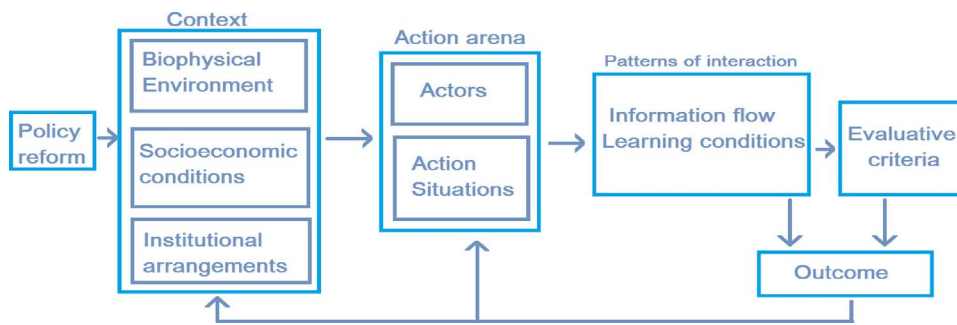 Context
Action arena
Patterns of interaction
Policy
reform
Biophysical
Environment
Socioeconomic
conditions
Institutional
arrangements
Actors
Action
Situations
Information flow
Learning conditions
Evaluative
criteria
Outcome